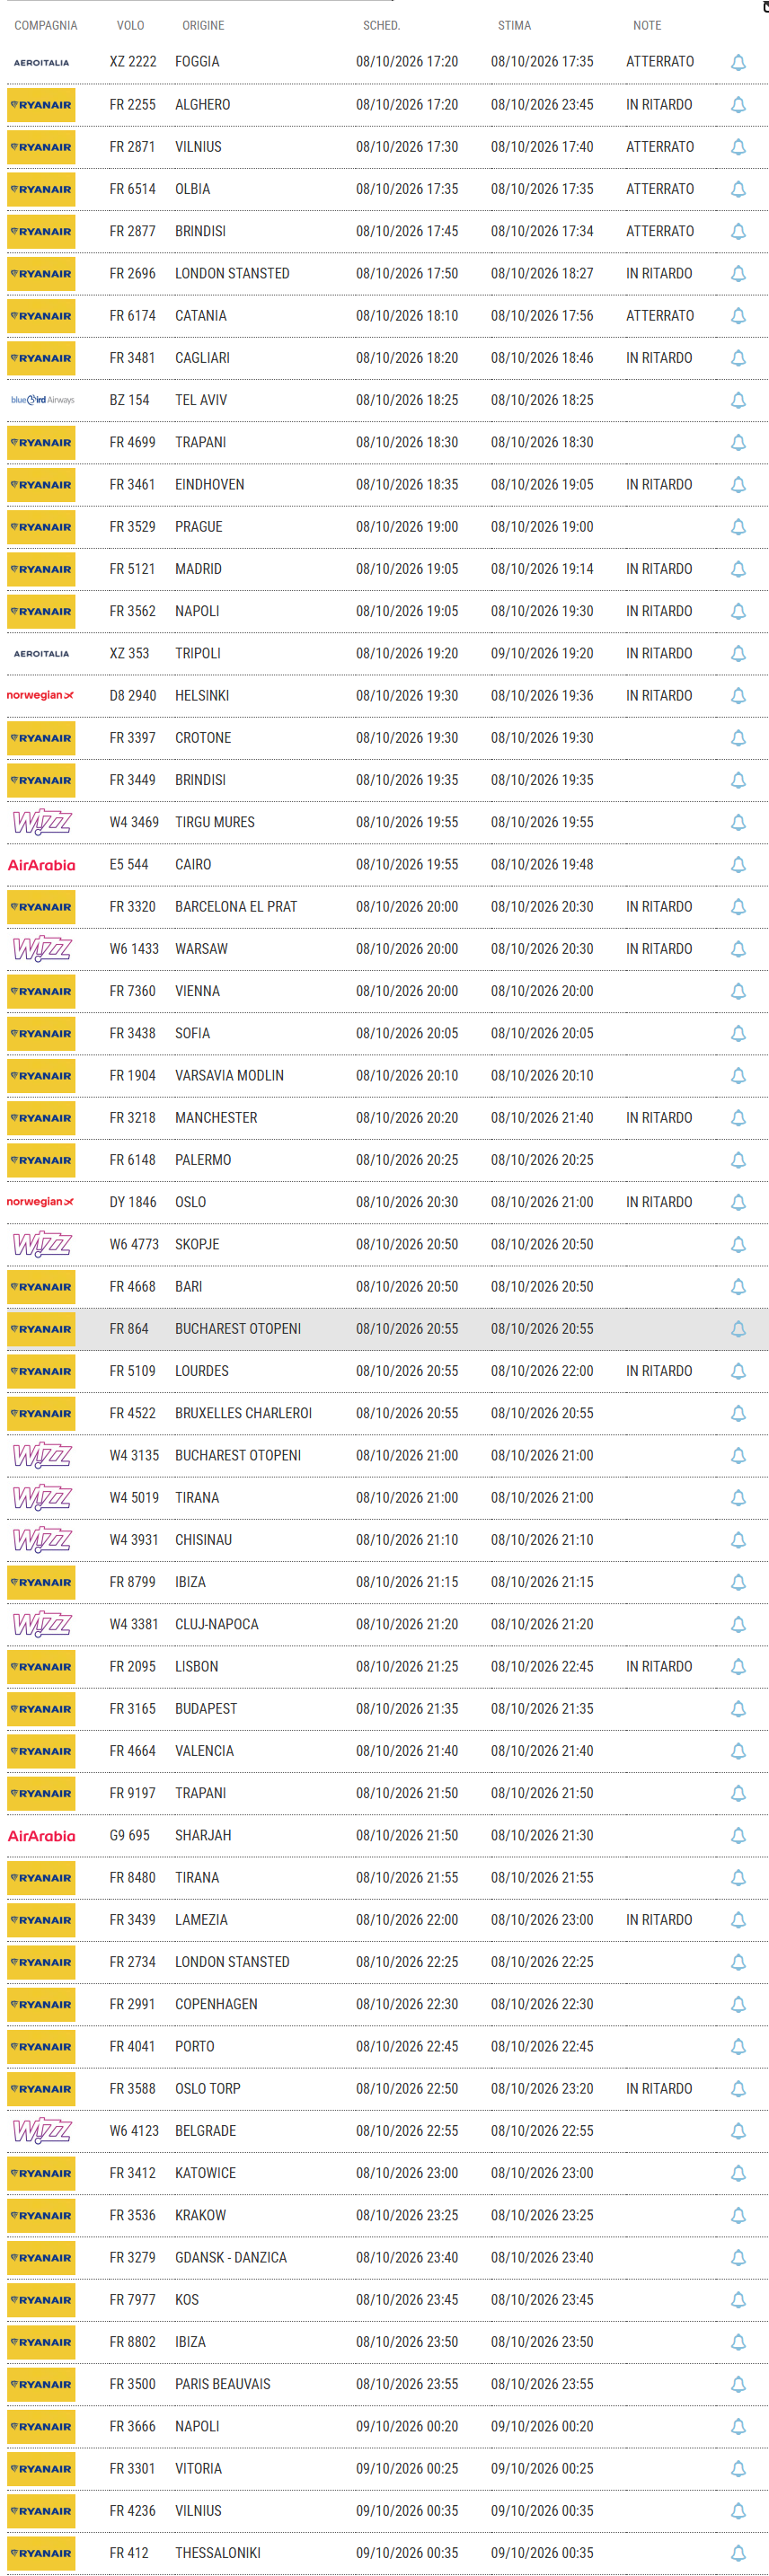 COMPAGNIA VOLO ORIGINE SCHED. STIMA NOTE
AEROITALIA XZ 2222 FOGGIA 08/10/2026 17:20 08/10/2026 17:35 ATTERRATO
RYANAIR FR 2255 ALGHERO 08/10/2026 17:20 08/10/2026 23:45 IN RITARDO
RYANAIR FR 2871 VILNIUS 08/10/2026 17:30 08/10/2026 17:40 ATTERRATO
RYANAIR FR 6514 OLBIA 08/10/2026 17:35 08/10/2026 17:35 ATTERRATO
RYANAIR FR 2877 BRINDISI 08/10/2026 17:45 08/10/2026 17:34 ATTERRATO
RYANAIR FR 2696 LONDON STANSTED 08/10/2026 17:50 08/10/2026 18:27 IN RITARDO
RYANAIR FR 6174 CATANIA 08/10/2026 18:10 08/10/2026 17:56 ATTERRATO
RYANAIR FR 3481 CAGLIARI 08/10/2026 18:20 08/10/2026 18:46 IN RITARDO
blueBird Airways BZ 154 TEL AVIV 08/10/2026 18:25 08/10/2026 18:25
RYANAIR FR 4699 TRAPANI 08/10/2026 18:30 08/10/2026 18:30
RYANAIR FR 3461 EINDHOVEN 08/10/2026 18:35 08/10/2026 19:05 IN RITARDO
RYANAIR FR 3529 PRAGUE 08/10/2026 19:00 08/10/2026 19:00
RYANAIR FR 5121 MADRID 08/10/2026 19:05 08/10/2026 19:14 IN RITARDO
RYANAIR FR 3562 NAPOLI 08/10/2026 19:05 08/10/2026 19:30 IN RITARDO
AEROITALIA XZ 353 TRIPOLI 08/10/2026 19:20 09/10/2026 19:20 IN RITARDO
norwegian D8 2940 HELSINKI 08/10/2026 19:30 08/10/2026 19:36 IN RITARDO
RYANAIR FR 3397 CROTONE 08/10/2026 19:30 08/10/2026 19:30
RYANAIR FR 3449 BRINDISI 08/10/2026 19:35 08/10/2026 19:35
WIZZ W4 3469 TIRGU MURES 08/10/2026 19:55 08/10/2026 19:55
AirArabia E5 544 CAIRO 08/10/2026 19:55 08/10/2026 19:48
RYANAIR FR 3320 BARCELONA EL PRAT 08/10/2026 20:00 08/10/2026 20:30 IN RITARDO
WIZZ W6 1433 WARSAW 08/10/2026 20:00 08/10/2026 20:30 IN RITARDO
RYANAIR FR 7360 VIENNA 08/10/2026 20:00 08/10/2026 20:00
RYANAIR FR 3438 SOFIA 08/10/2026 20:05 08/10/2026 20:05
RYANAIR FR 1904 VARSAVIA MODLIN 08/10/2026 20:10 08/10/2026 20:10
RYANAIR FR 3218 MANCHESTER 08/10/2026 20:20 08/10/2026 21:40 IN RITARDO
RYANAIR FR 6148 PALERMO 08/10/2026 20:25 08/10/2026 20:25
norwegian DY 1846 OSLO 08/10/2026 20:30 08/10/2026 21:00 IN RITARDO
WIZZ W6 4773 SKOPJE 08/10/2026 20:50 08/10/2026 20:50
RYANAIR FR 4668 BARI 08/10/2026 20:50 08/10/2026 20:50
RYANAIR FR 864 BUCHAREST OTOPENI 08/10/2026 20:55 08/10/2026 20:55
RYANAIR FR 5109 LOURDES 08/10/2026 20:55 08/10/2026 22:00 IN RITARDO
RYANAIR FR 4522 BRUXELLES CHARLEROI 08/10/2026 20:55 08/10/2026 20:55
WIZZ W4 3135 BUCHAREST OTOPENI 08/10/2026 21:00 08/10/2026 21:00
WIZZ W4 5019 TIRANA 08/10/2026 21:00 08/10/2026 21:00
WIZZ W4 3931 CHISINAU 08/10/2026 21:10 08/10/2026 21:10
RYANAIR FR 8799 IBIZA 08/10/2026 21:15 08/10/2026 21:15
WIZZ W4 3381 CLUJ-NAPOCA 08/10/2026 21:20 08/10/2026 21:20
RYANAIR FR 2095 LISBON 08/10/2026 21:25 08/10/2026 22:45 IN RITARDO
RYANAIR FR 3165 BUDAPEST 08/10/2026 21:35 08/10/2026 21:35
RYANAIR FR 4664 VALENCIA 08/10/2026 21:40 08/10/2026 21:40
RYANAIR FR 9197 TRAPANI 08/10/2026 21:50 08/10/2026 21:50
AirArabia G9 695 SHARJAH 08/10/2026 21:50 08/10/2026 21:30
RYANAIR FR 8480 TIRANA 08/10/2026 21:55 08/10/2026 21:55
RYANAIR FR 3439 LAMEZIA 08/10/2026 22:00 08/10/2026 23:00 IN RITARDO
RYANAIR FR 2734 LONDON STANSTED 08/10/2026 22:25 08/10/2026 22:25
RYANAIR FR 2991 COPENHAGEN 08/10/2026 22:30 08/10/2026 22:30
RYANAIR FR 4041 PORTO 08/10/2026 22:45 08/10/2026 22:45
RYANAIR FR 3588 OSLO TORP 08/10/2026 22:50 08/10/2026 23:20 IN RITARDO
WIZZ W6 4123 BELGRADE 08/10/2026 22:55 08/10/2026 22:55
RYANAIR FR 3412 KATOWICE 08/10/2026 23:00 08/10/2026 23:00
RYANAIR FR 3536 KRAKOW 08/10/2026 23:25 08/10/2026 23:25
RYANAIR FR 3279 GDANSK - DANZICA 08/10/2026 23:40 08/10/2026 23:40
RYANAIR FR 7977 KOS 08/10/2026 23:45 08/10/2026 23:45
RYANAIR FR 8802 IBIZA 08/10/2026 23:50 08/10/2026 23:50
RYANAIR FR 3500 PARIS BEAUVAIS 08/10/2026 23:55 08/10/2026 23:55
RYANAIR FR 3666 NAPOLI 09/10/2026 00:20 09/10/2026 00:20
RYANAIR FR 3301 VITORIA 09/10/2026 00:25 09/10/2026 00:25
RYANAIR FR 4236 VILNIUS 09/10/2026 00:35 09/10/2026 00:35
RYANAIR FR 412 THESSALONIKI 09/10/2026 00:35 09/10/2026 00:35